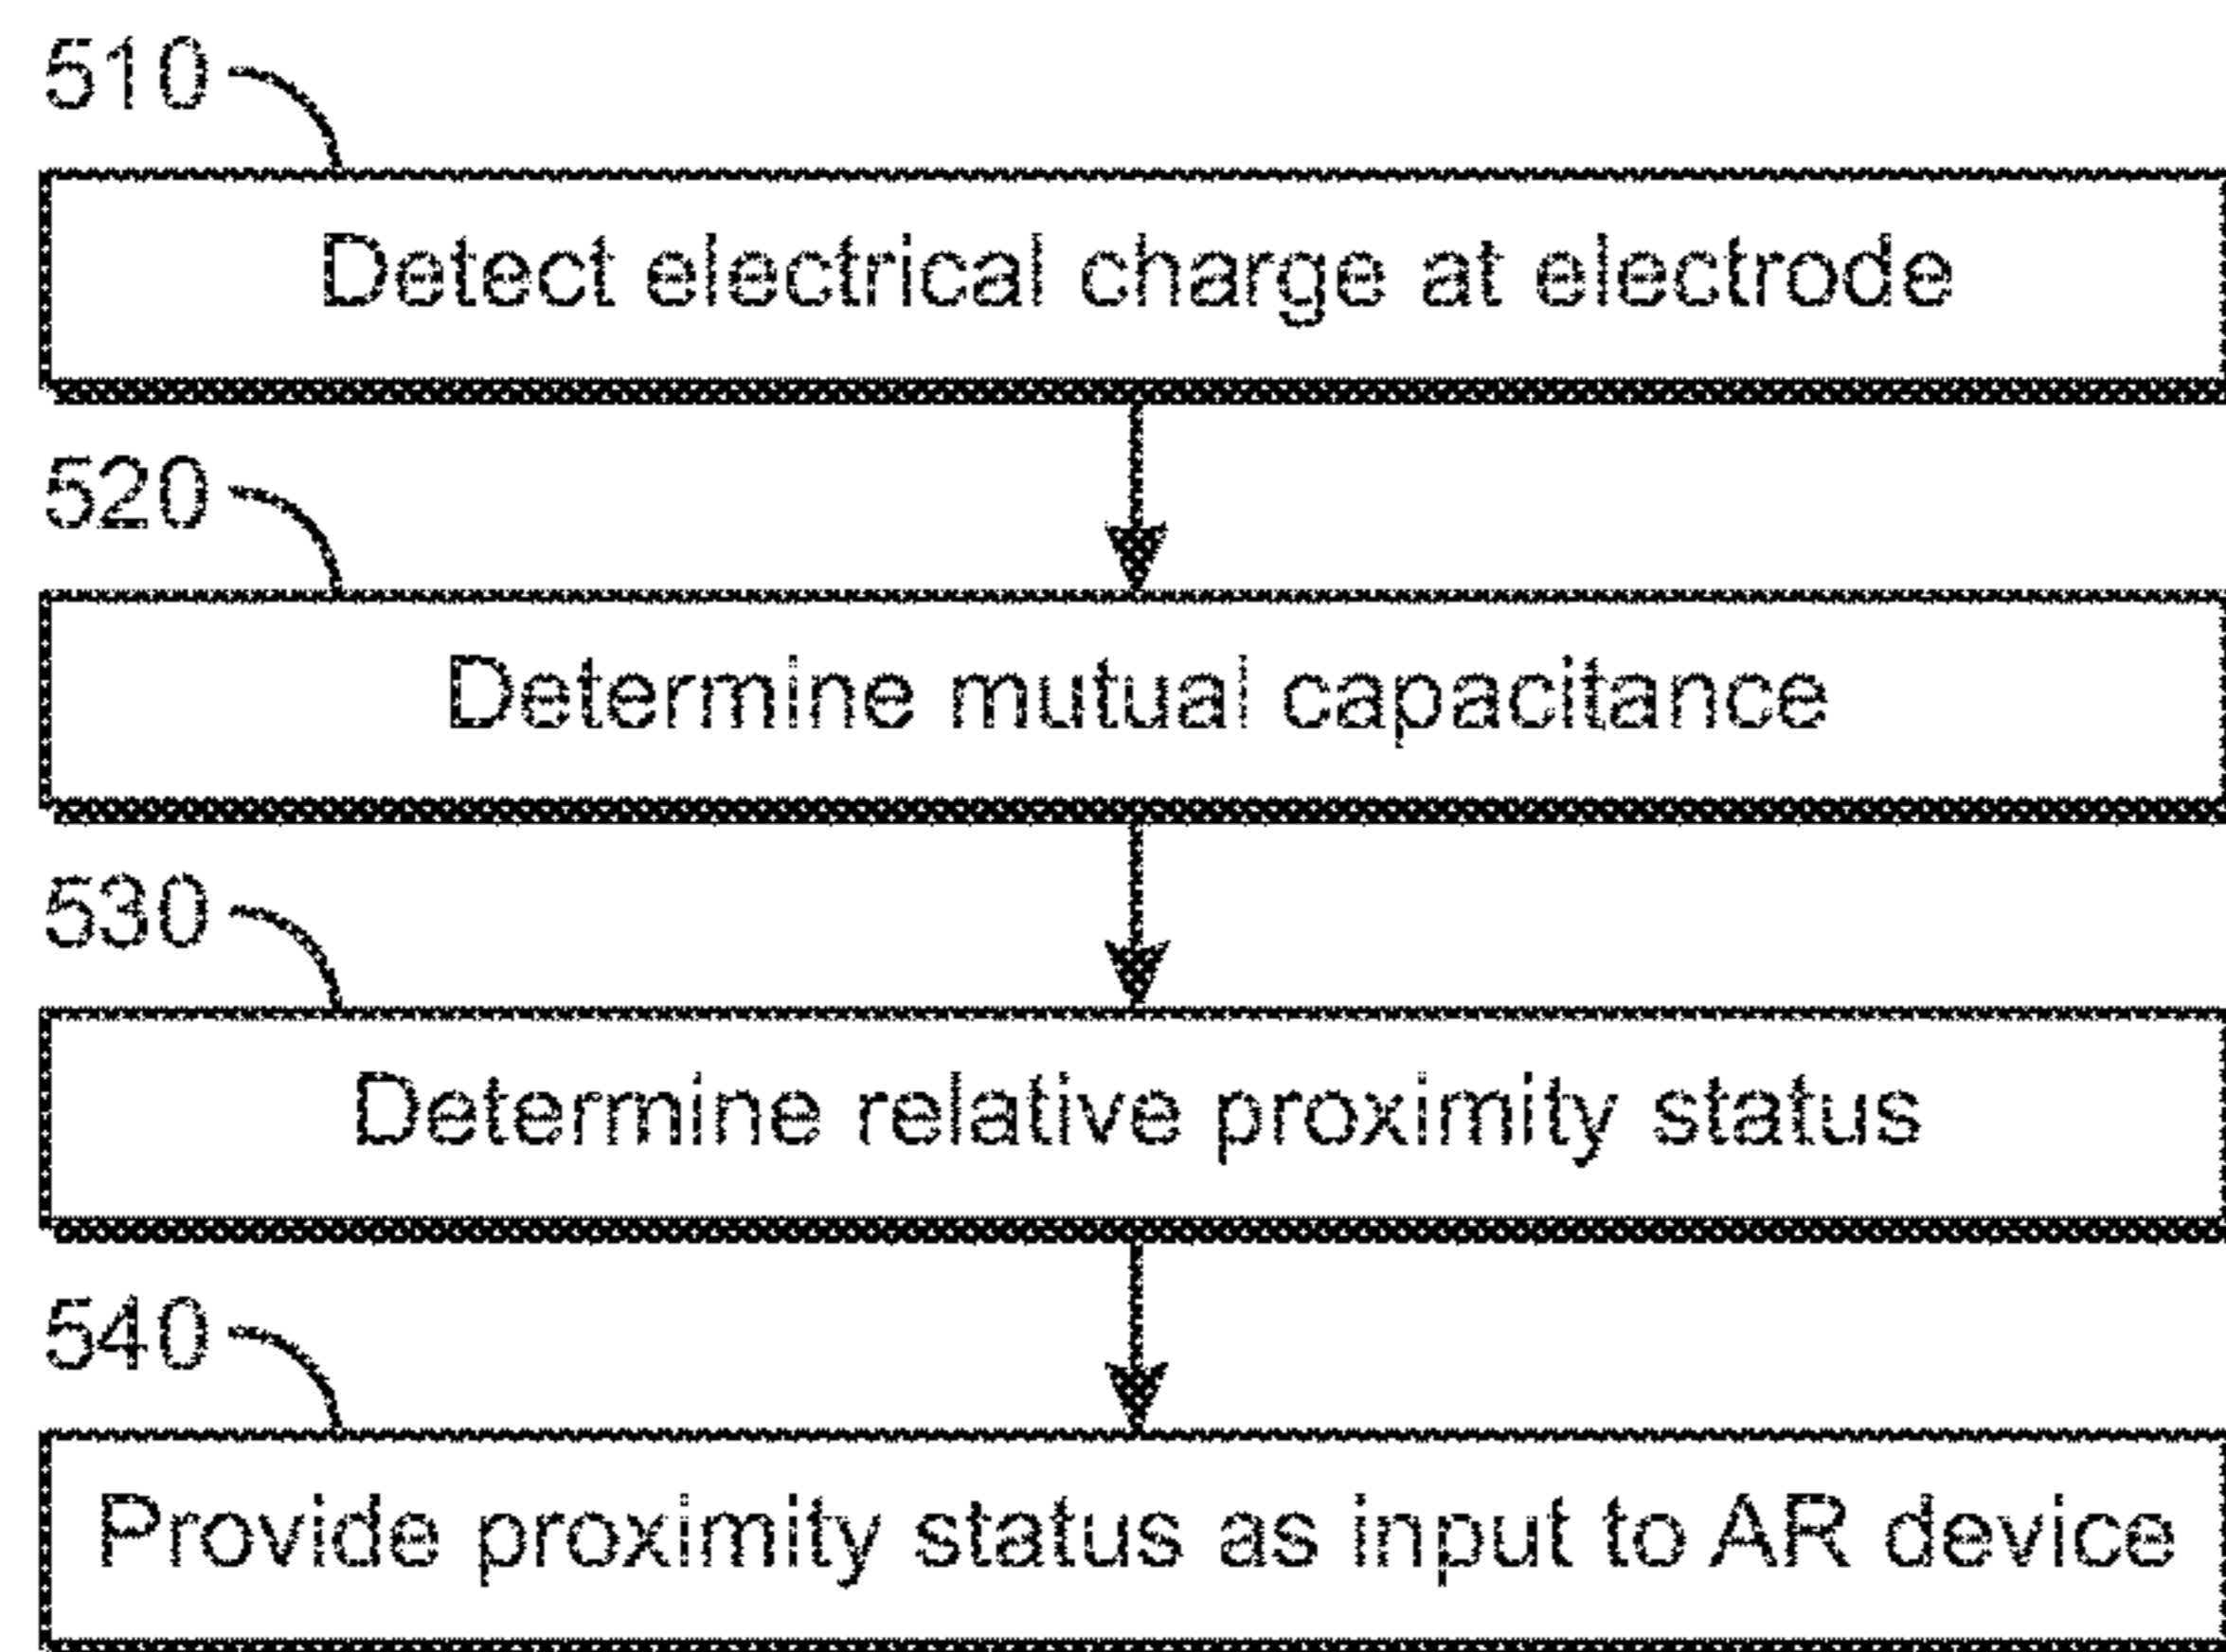 510
Detect electrical charge at electrode
520
Determine mutual capacitance
530
Determine relative proximity status
540
Provide proximity status as input to AR device